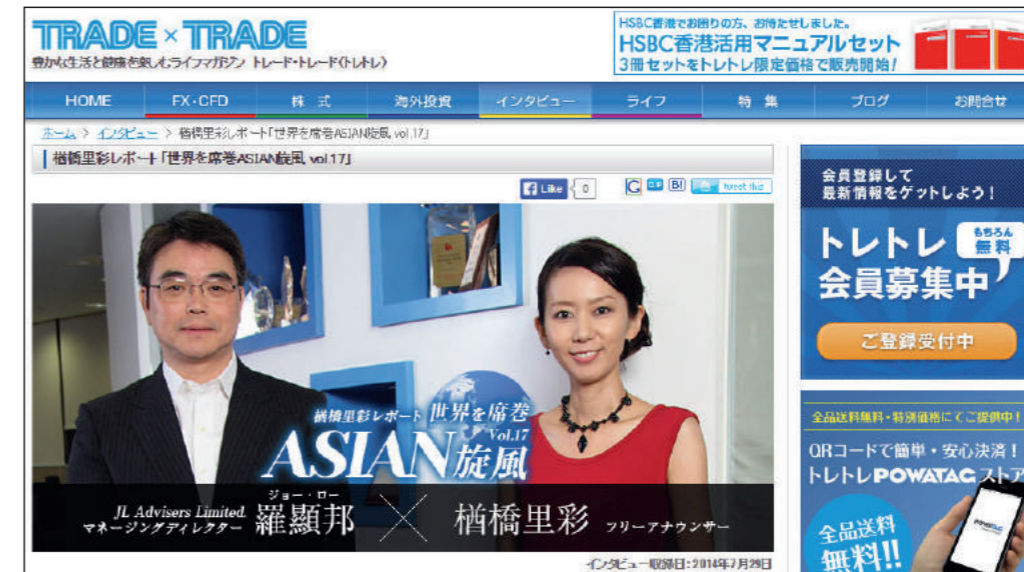 TRADE×TRADE
豊かな生活と健康を楽しむライフマガジン トレード・トレード(トレトレ)
HSBC香港でお困りの方、お待たせしました。
HSBC香港活用マニュアルセット
3冊セットをトレトレ限定価格で販売開始!
HOME FX・CFD 株式 海外投資 インタビュー ライフ 特集 ブログ お問合せ
ホーム > インタビュー > 楢橋里彩レポート「世界を席巻ASIAN旋風 vol.17」
楢橋里彩レポート「世界を席巻ASIAN旋風 vol.17」
Like 0
B!
tweet this
楢橋里彩レポート 世界を席巻
Vol.17
ASIAN旋風
JL Advisers Limited
マネージングディレクター
ジョー・ロー
羅顯邦 × 楢橋里彩 フリーアナウンサー
インタビュー収録日:2014年7月29日
会員登録して
最新情報をゲットしよう!
トレトレ もちろん無料
会員募集中
ご登録受付中
全品送料無料・特別価格にてご提供中!
QRコードで簡単・安心決済!
トレトレPOWATAGストア
全品送料
無料!!